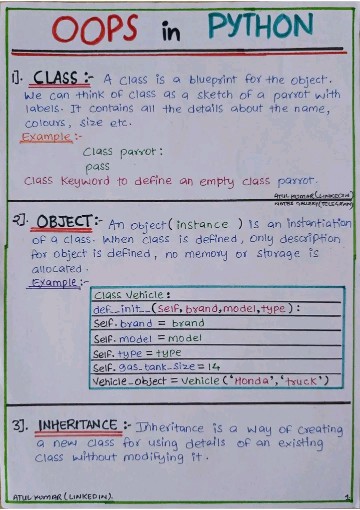 OOPS in PYTHON
1]. CLASS :- A class is a blueprint for the object.
We can think of class as a sketch of a parrot with
labels. It contains all the details about the name,
colours, size etc.
Example :-
Class parrot :
pass
Class Keyword to define an empty class parrot.
ATUL KUMAR (LINKEDIN)
NOTES GALLERY (TELEGRAM)
2]. OBJECT :- An object (instance ) is an instantiation
of a class. When class is defined, only description
for object is defined, no memory or storage is
allocated.
Example :-
Class Vehicle :
def_init_(Self, brand, model, type) :
Self. brand = brand
Self. model = model
Self. type = type
Self. gas_tank_size = 14
Vehicle_object = Vehicle ('Honda', 'truck')
3]. INHERITANCE :- Inheritance is a way of creating
a new class for using details of an existing
class without modifying it.
ATUL KUMAR (LINKEDIN).
1